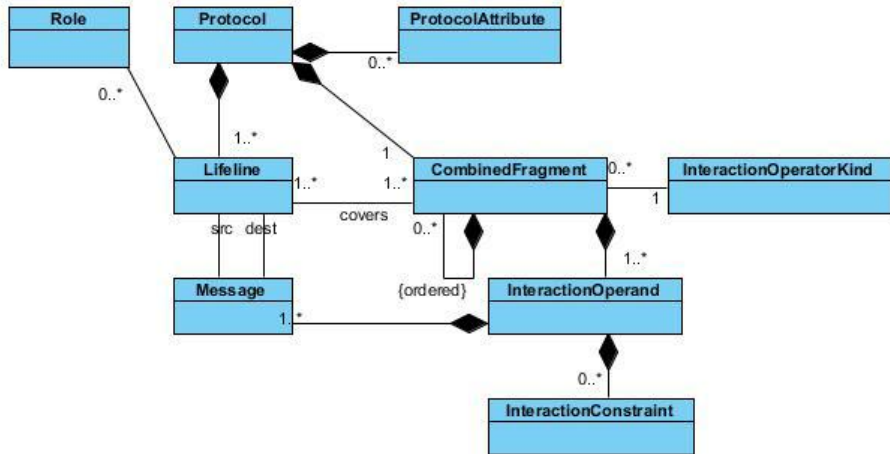 Role
Protocol
ProtocolAttribute
0..*
0..*
1..*
1
Lifeline
CombinedFragment
InteractionOperatorKind
0..*
1..*
1..*
1
covers
src
dest
0..*
1..*
{ordered}
Message
InteractionOperand
1..*
0..*
InteractionConstraint